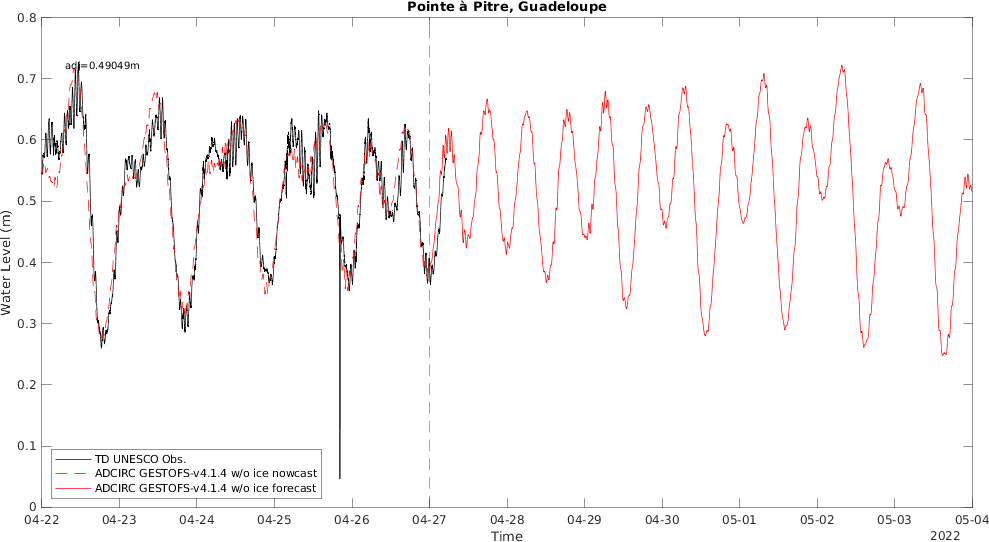 Pointe à Pitre, Guadeloupe
0.8
0.7
0.6
0.5
0.4
0.3
0.2
0.1
0
Water Level (m)
adj=0.49049m
TD UNESCO Obs.
ADCIRC GESTOFS-v4.1.4 w/o ice nowcast
ADCIRC GESTOFS-v4.1.4 w/o ice forecast
04-22 04-23 04-24 04-25 04-26 04-27 04-28 04-29 04-30 05-01 05-02 05-03 05-04
Time
2022